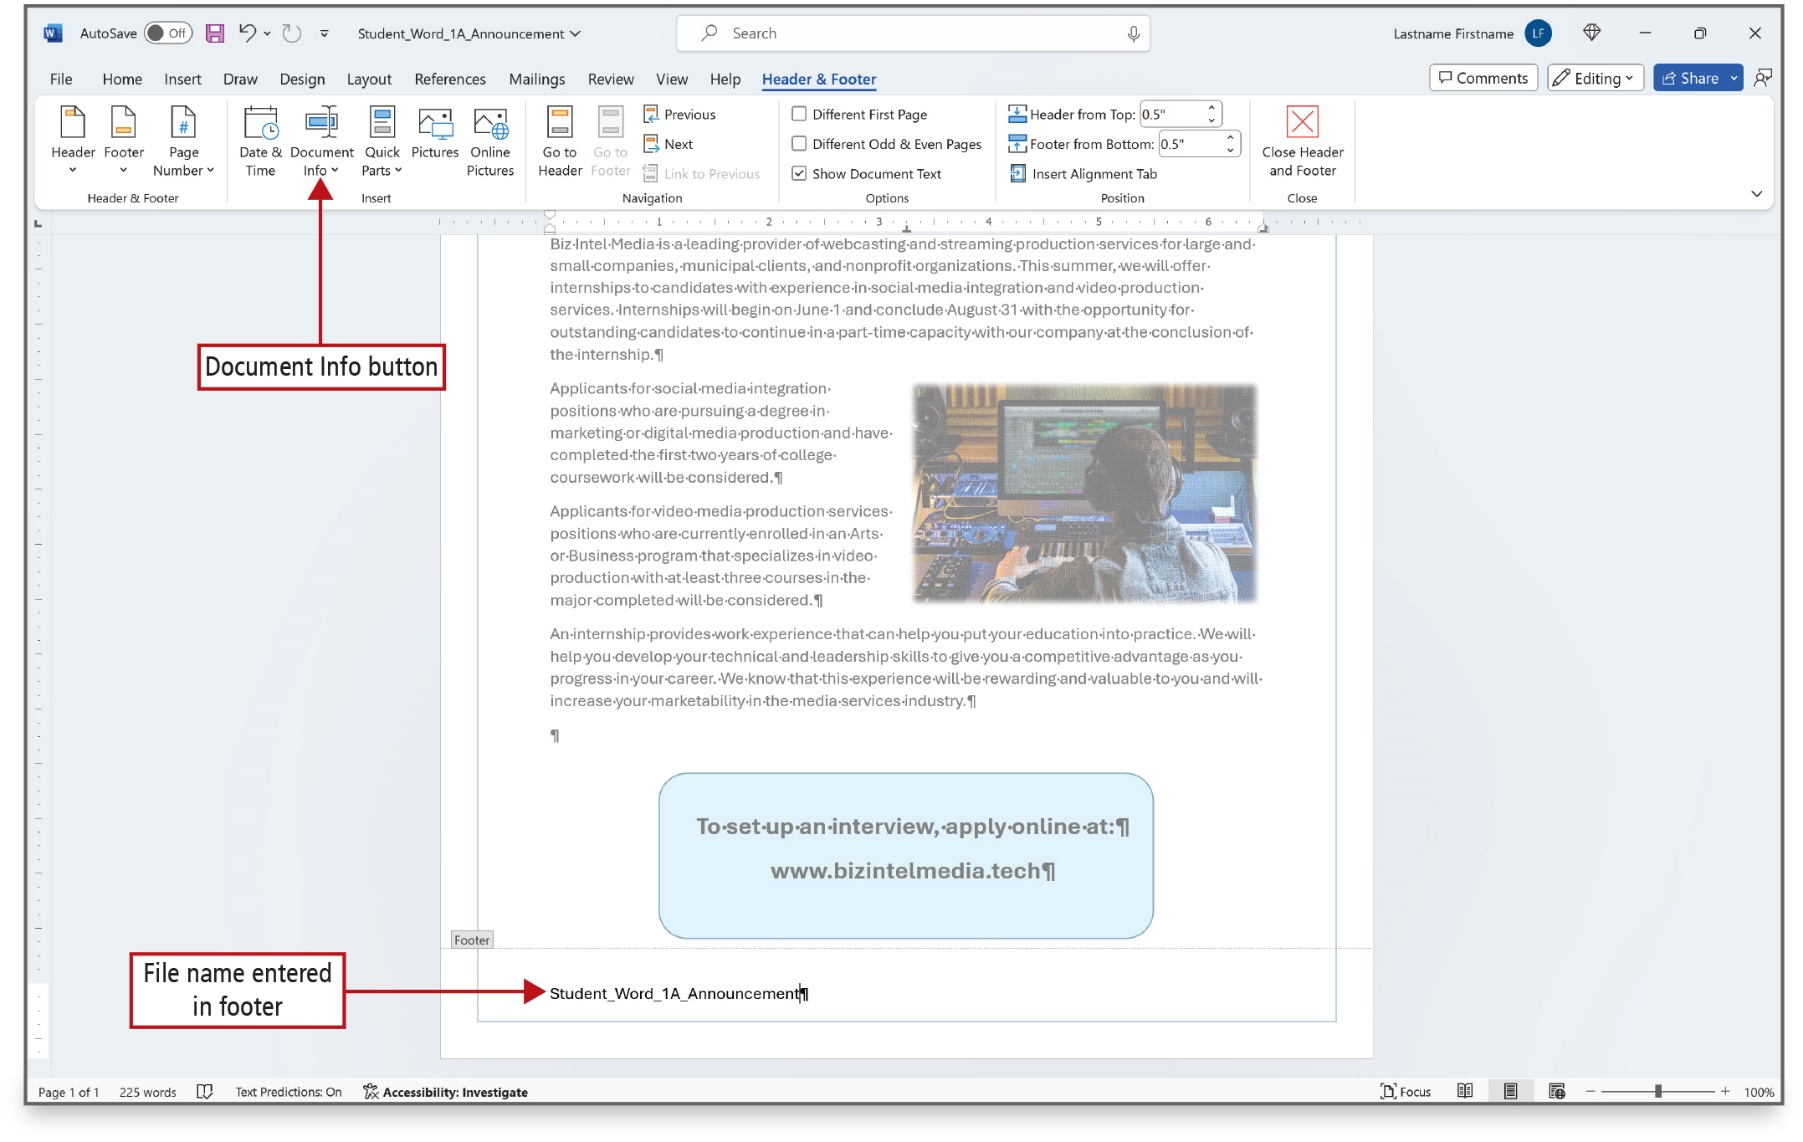 AutoSave Off Student_Word_1A_Announcement Search Lastname Firstname LF
File Home Insert Draw Design Layout References Mailings Review View Help Header & Footer Comments Editing Share
Header Footer Page Number
Header & Footer
Date & Time Document Info Quick Parts Pictures Online Pictures
Insert
Go to Header Go to Footer
Previous
Next
Link to Previous
Navigation
Different First Page
Different Odd & Even Pages
Show Document Text
Options
Header from Top: 0.5"
Footer from Bottom: 0.5"
Insert Alignment Tab
Position
Close Header and Footer
Close
1 2 3 4 5 6
Document Info button
Biz·Intel·Media·is·a·leading·provider·of·webcasting·and·streaming·production·services·for·large·and·
small·companies,·municipal·clients,·and·nonprofit·organizations.·This·summer,·we·will·offer·
internships·to·candidates·with·experience·in·social·media·integration·and·video·production·
services.·Internships·will·begin·on·June·1·and·conclude·August·31·with·the·opportunity·for·
outstanding·candidates·to·continue·in·a·part-time·capacity·with·our·company·at·the·conclusion·of·
the·internship.¶
Applicants·for·social·media·integration·
positions·who·are·pursuing·a·degree·in·
marketing·or·digital·media·production·and·have·
completed·the·first·two·years·of·college·
coursework·will·be·considered.¶
Applicants·for·video·media·production·services·
positions·who·are·currently·enrolled·in·an·Arts·
or·Business·program·that·specializes·in·video·
production·with·at·least·three·courses·in·the·
major·completed·will·be·considered.¶
An·internship·provides·work·experience·that·can·help·you·put·your·education·into·practice.·We·will·
help·you·develop·your·technical·and·leadership·skills·to·give·you·a·competitive·advantage·as·you·
progress·in·your·career.·We·know·that·this·experience·will·be·rewarding·and·valuable·to·you·and·will·
increase·your·marketability·in·the·media·services·industry.¶
¶
To·set·up·an·interview,·apply·online·at:¶
www.bizintelmedia.tech¶
Footer
File name entered
in footer
Student_Word_1A_Announcement¶
Page 1 of 1 225 words Text Predictions: On Accessibility: Investigate Focus 100%